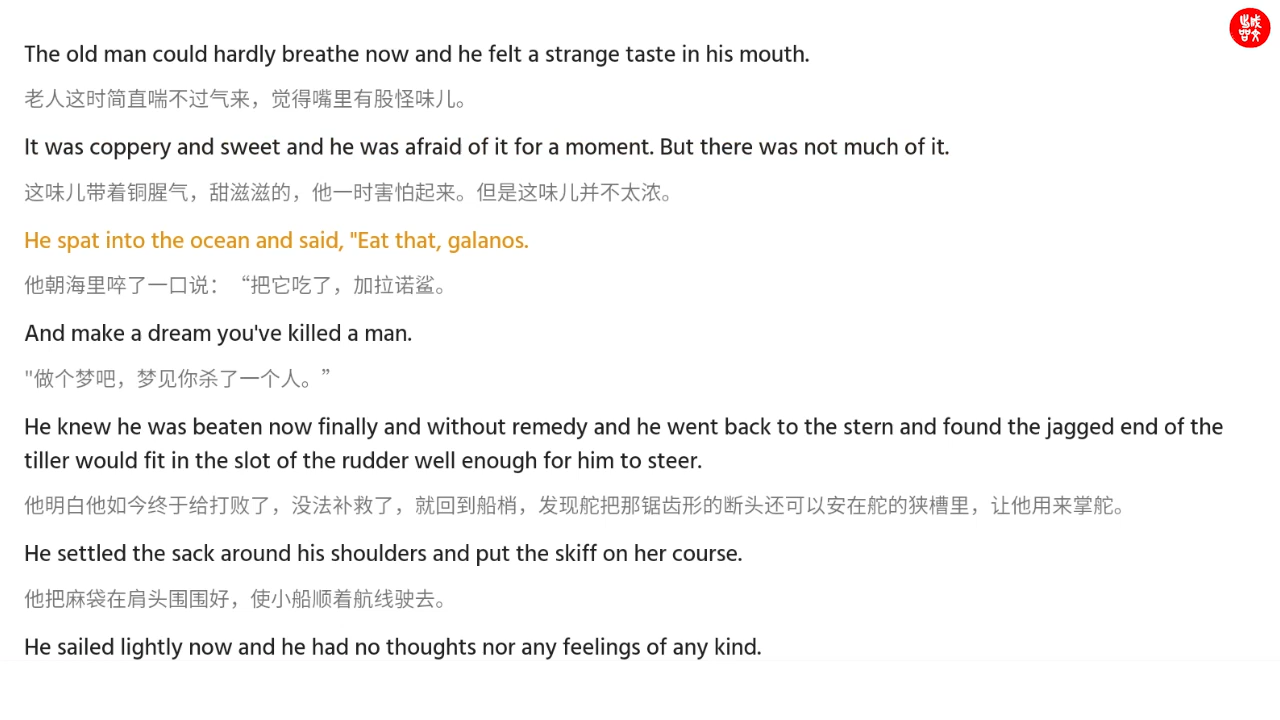 The old man could hardly breathe now and he felt a strange taste in his mouth.
老人这时简直喘不过气来，觉得嘴里有股怪味儿。
It was coppery and sweet and he was afraid of it for a moment. But there was not much of it.
这味儿带着铜腥气，甜滋滋的，他一时害怕起来。但是这味儿并不太浓。
He spat into the ocean and said, "Eat that, galanos.
他朝海里啐了一口说：“把它吃了，加拉诺鲨。
And make a dream you've killed a man.
"做个梦吧，梦见你杀了一个人。”
He knew he was beaten now finally and without remedy and he went back to the stern and found the jagged end of the
tiller would fit in the slot of the rudder well enough for him to steer.
他明白他如今终于给打败了，没法补救了，就回到船梢，发现舵把那锯齿形的断头还可以安在舵的狭槽里，让他用来掌舵。
He settled the sack around his shoulders and put the skiff on her course.
他把麻袋在肩头围围好，使小船顺着航线驶去。
He sailed lightly now and he had no thoughts nor any feelings of any kind.